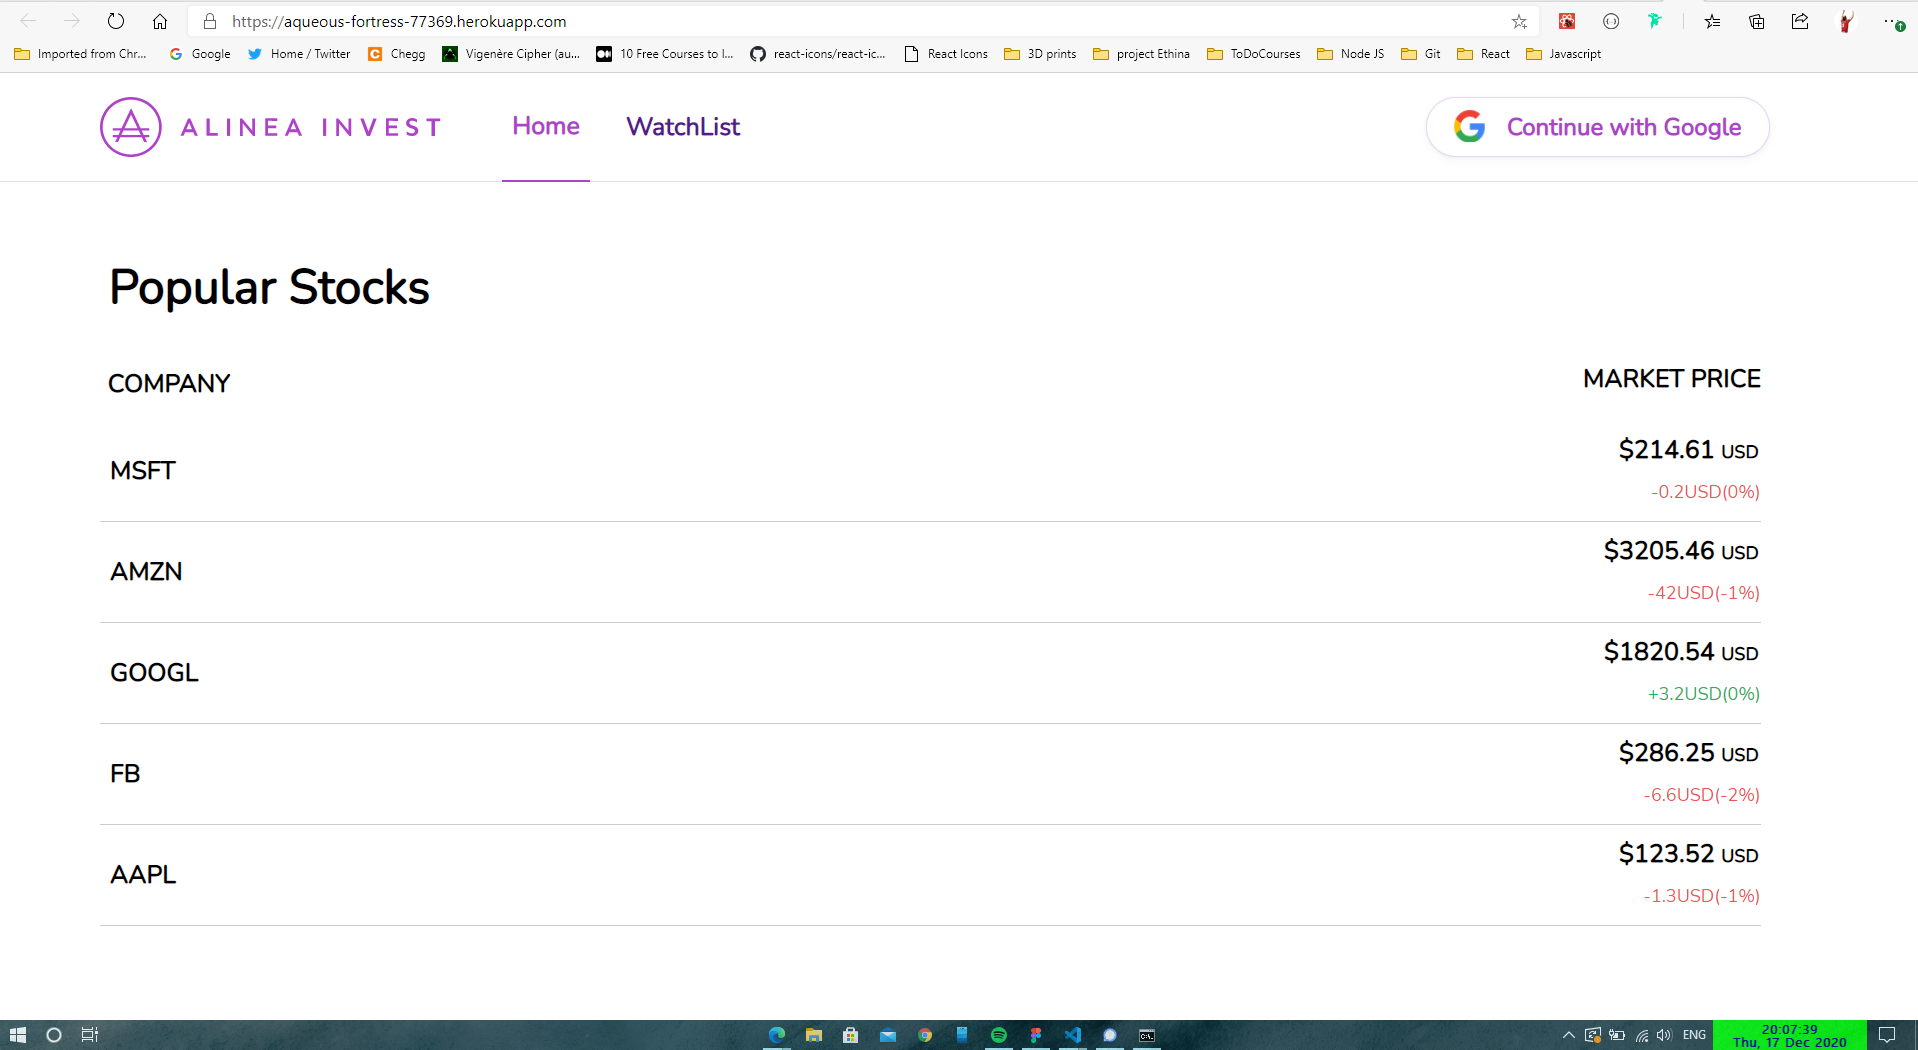 https://aqueous-fortress-77369.herokuapp.com
Imported from Chr... Google Home / Twitter Chegg Vigenère Cipher (au... 10 Free Courses to l... react-icons/react-ic... React Icons 3D prints project Ethina ToDoCourses Node JS Git React Javascript
ALINEA INVEST Home WatchList Continue with Google
Popular Stocks
COMPANY MARKET PRICE
MSFT $214.61 USD
-0.2USD(0%)
AMZN $3205.46 USD
-42USD(-1%)
GOOGL $1820.54 USD
+3.2USD(0%)
FB $286.25 USD
-6.6USD(-2%)
AAPL $123.52 USD
-1.3USD(-1%)
ENG 20:07:39
Thu, 17 Dec 2020